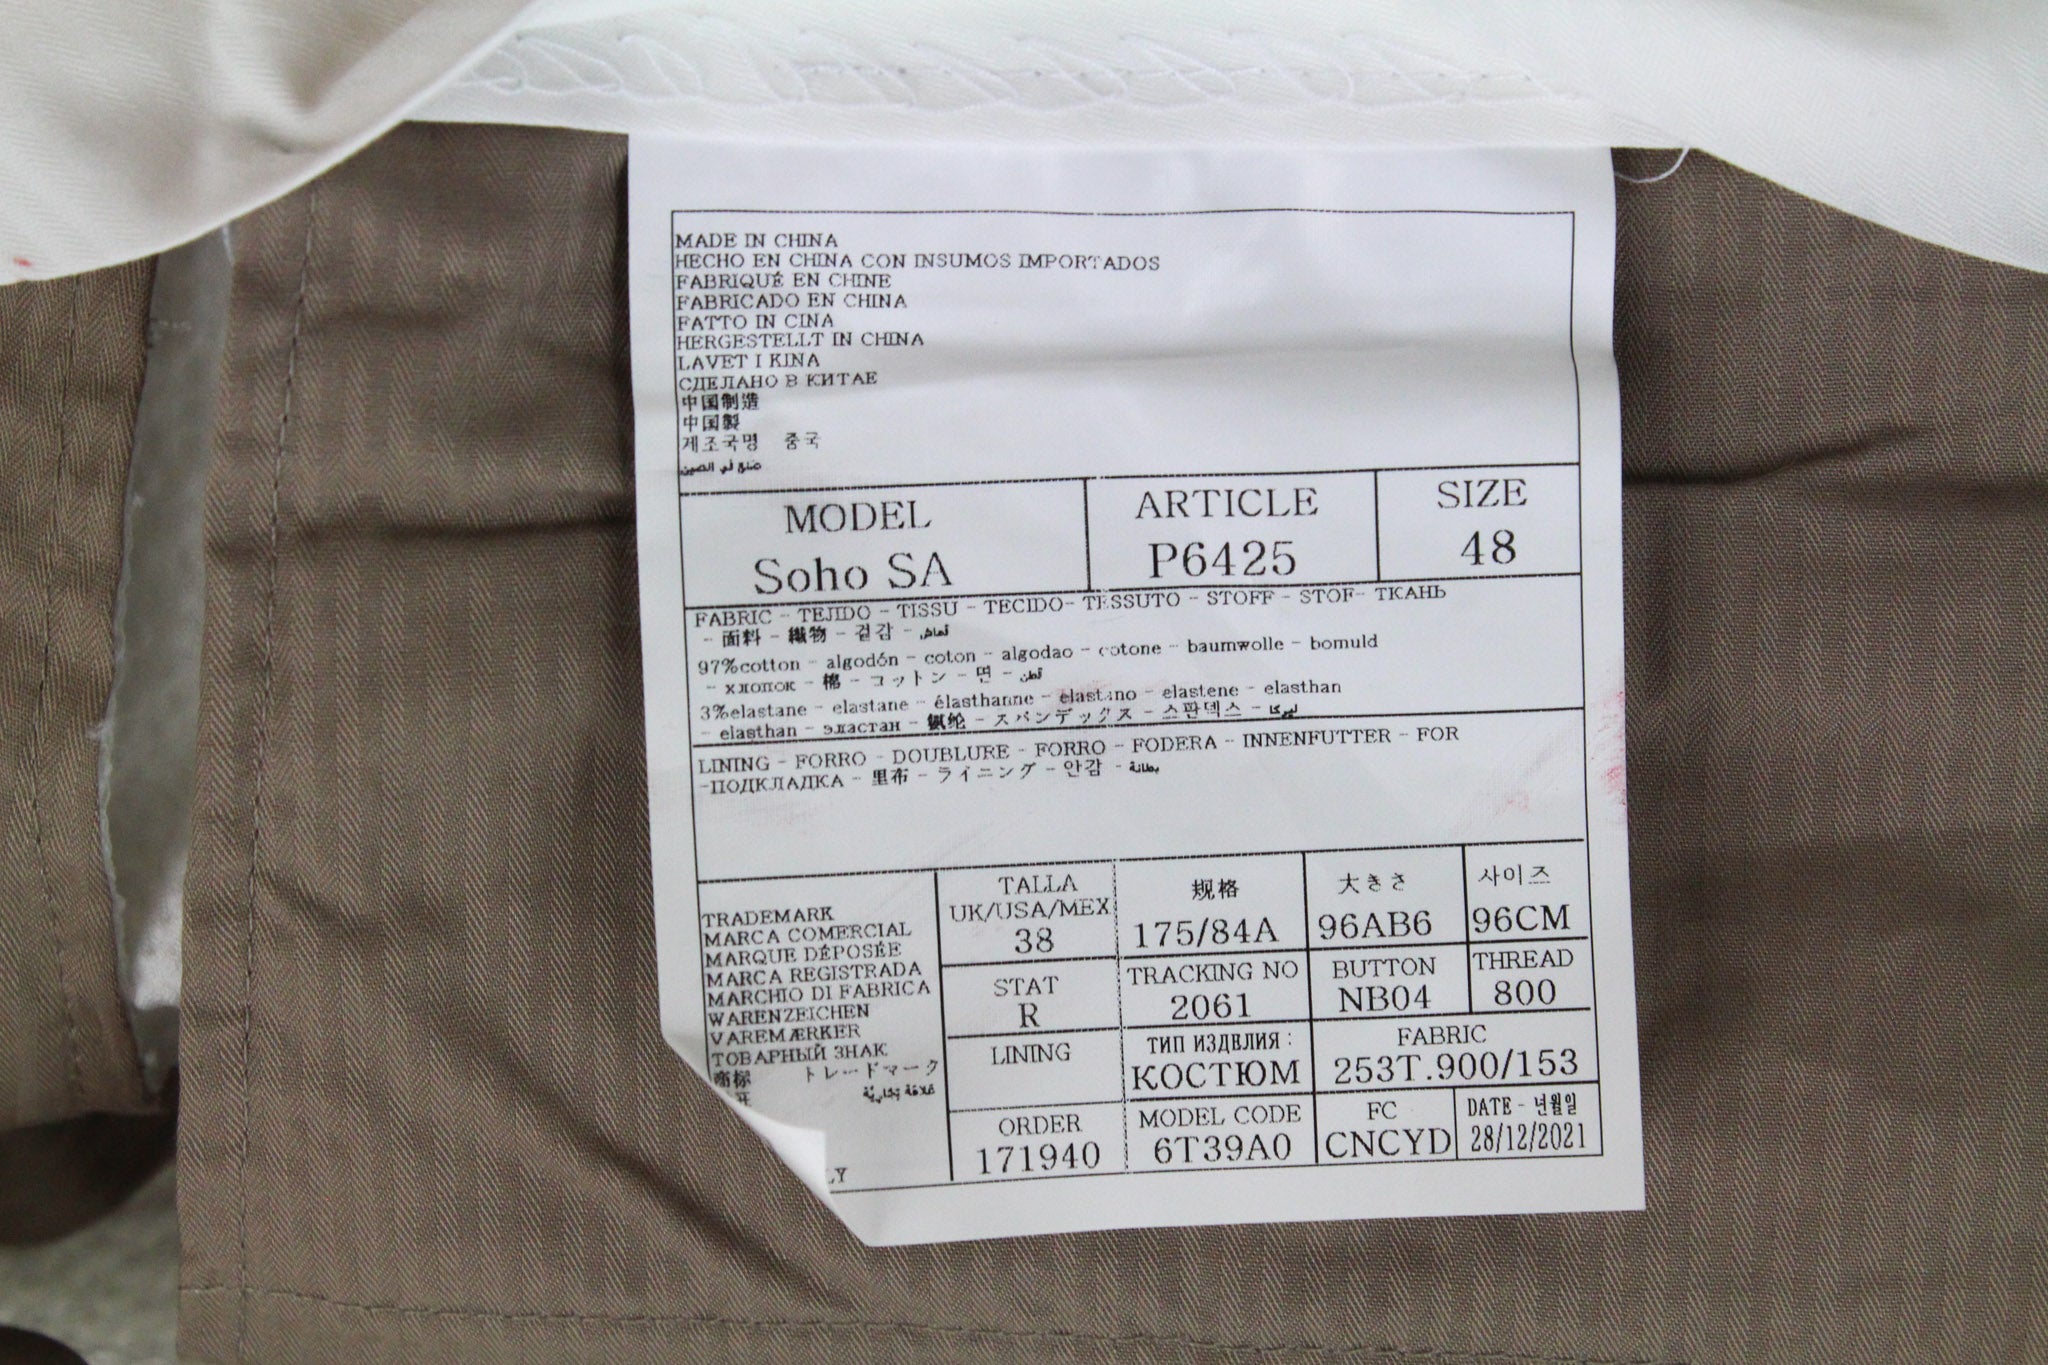 MADE IN CHINA
HECHO EN CHINA CON INSUMOS IMPORTADOS
FABRIQUÉ EN CHINE
FABRICADO EN CHINA
FATTO IN CINA
HERGESTELLT IN CHINA
LAVET I KINA
СДЕЛАНО В КИТАЕ
中国制造
中国製
제조국명 중국
صنع في الصين
MODEL ARTICLE SIZE
Soho SA P6425 48
FABRIC - TEJIDO - TISSU - TECIDO- TESSUTO - STOFF - STOF- ТКАНЬ
- 面料 - 織物 - 겉감 - قماش
97%cotton - algodón - coton - algodao - cotone - baumwolle - bomuld
- хлопок - 棉 - コットン - 면 - قطن
3%elastane - elastane - élasthanne - elastano - elastene - elasthan
- elasthan - эластан - 氨纶 - スパンデックス - 스판덱스 - ليركا
LINING - FORRO - DOUBLURE - FORRO - FODERA - INNENFUTTER - FOR
-ПОДКЛАДКА - 里布 - ライニング - 안감 - بطانة
TRADEMARK
MARCA COMERCIAL
MARQUE DÉPOSÉE
MARCA REGISTRADA
MARCHIO DI FABRICA
WARENZEICHEN
VAREMÆRKER
ТОВАРНЫЙ ЗНАК
商标 トレードマーク
علامة تجارية
LY
TALLA 规格 大きさ 사이즈
UK/USA/MEX
38 175/84A 96AB6 96CM
STAT TRACKING NO BUTTON THREAD
R 2061 NB04 800
LINING ТИП ИЗДЕЛИЯ : FABRIC
КОСТЮМ 253T.900/153
ORDER MODEL CODE FC DATE - 년월일
171940 6T39A0 CNCYD 28/12/2021